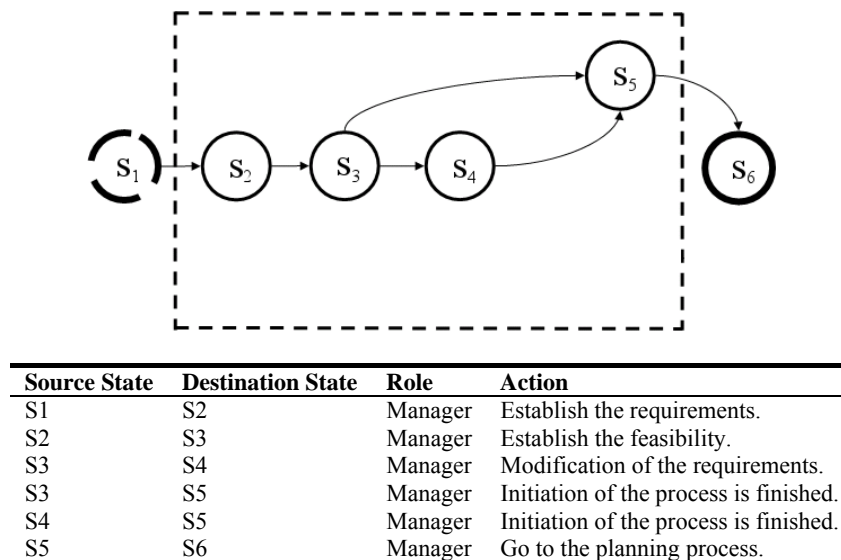 S5
S1 S2 S3 S4 S6
Source State Destination State Role Action
S1 S2 Manager Establish the requirements.
S2 S3 Manager Establish the feasibility.
S3 S4 Manager Modification of the requirements.
S3 S5 Manager Initiation of the process is finished.
S4 S5 Manager Initiation of the process is finished.
S5 S6 Manager Go to the planning process.